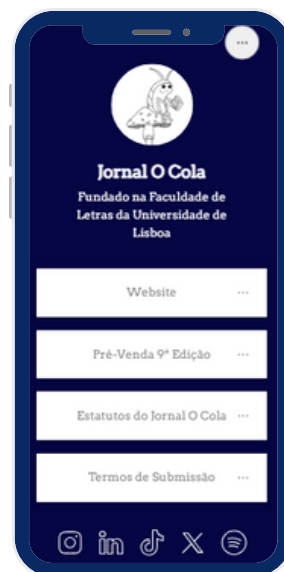 Jornal O Cola
Fundado na Faculdade de
Letras da Universidade de
Lisboa
Website
Pré-Venda 9ª Edição
Estatutos do Jornal O Cola
Termos de Submissão